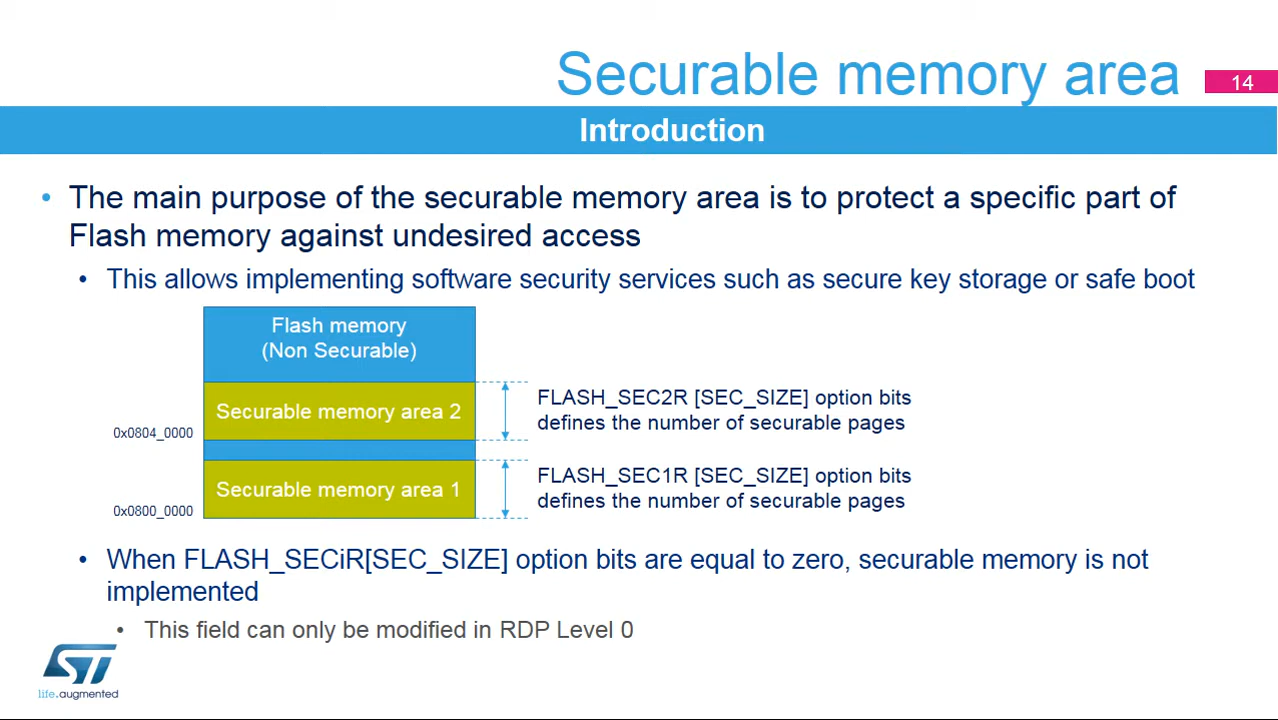 Securable memory area
14
Introduction
• The main purpose of the securable memory area is to protect a specific part of
Flash memory against undesired access
• This allows implementing software security services such as secure key storage or safe boot
Flash memory
(Non Securable)
Securable memory area 2
0x0804_0000
FLASH_SEC2R [SEC_SIZE] option bits
defines the number of securable pages
Securable memory area 1
0x0800_0000
FLASH_SEC1R [SEC_SIZE] option bits
defines the number of securable pages
• When FLASH_SECiR[SEC_SIZE] option bits are equal to zero, securable memory is not
implemented
• This field can only be modified in RDP Level 0
ST
life.augmented